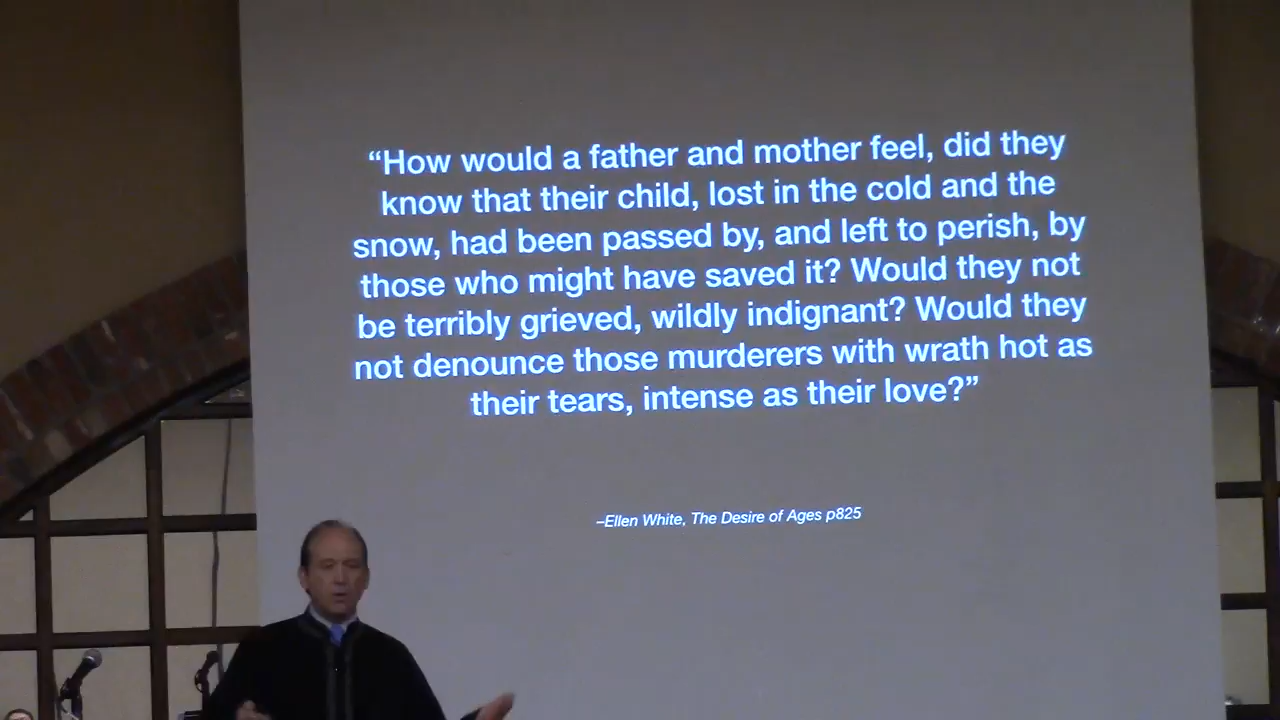 “How would a father and mother feel, did they
know that their child, lost in the cold and the
snow, had been passed by, and left to perish, by
those who might have saved it? Would they not
be terribly grieved, wildly indignant? Would they
not denounce those murderers with wrath hot as
their tears, intense as their love?”
–Ellen White, The Desire of Ages p825